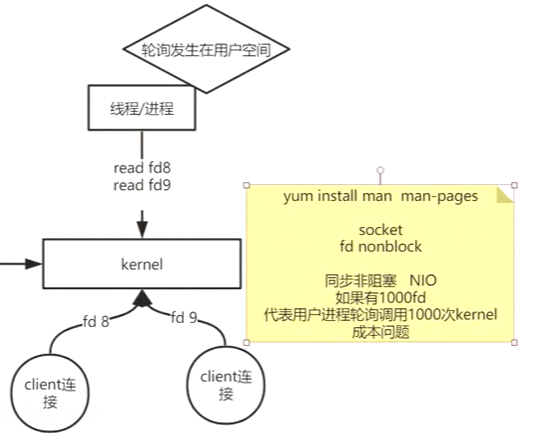 轮询发生在用户空间
线程/进程
read fd8
read fd9
kernel
fd 8
fd 9
client连
接
client连
接
yum install man  man-pages
socket
fd nonblock
同步非阻塞   NIO
如果有1000fd
代表用户进程轮询调用1000次kernel
成本问题